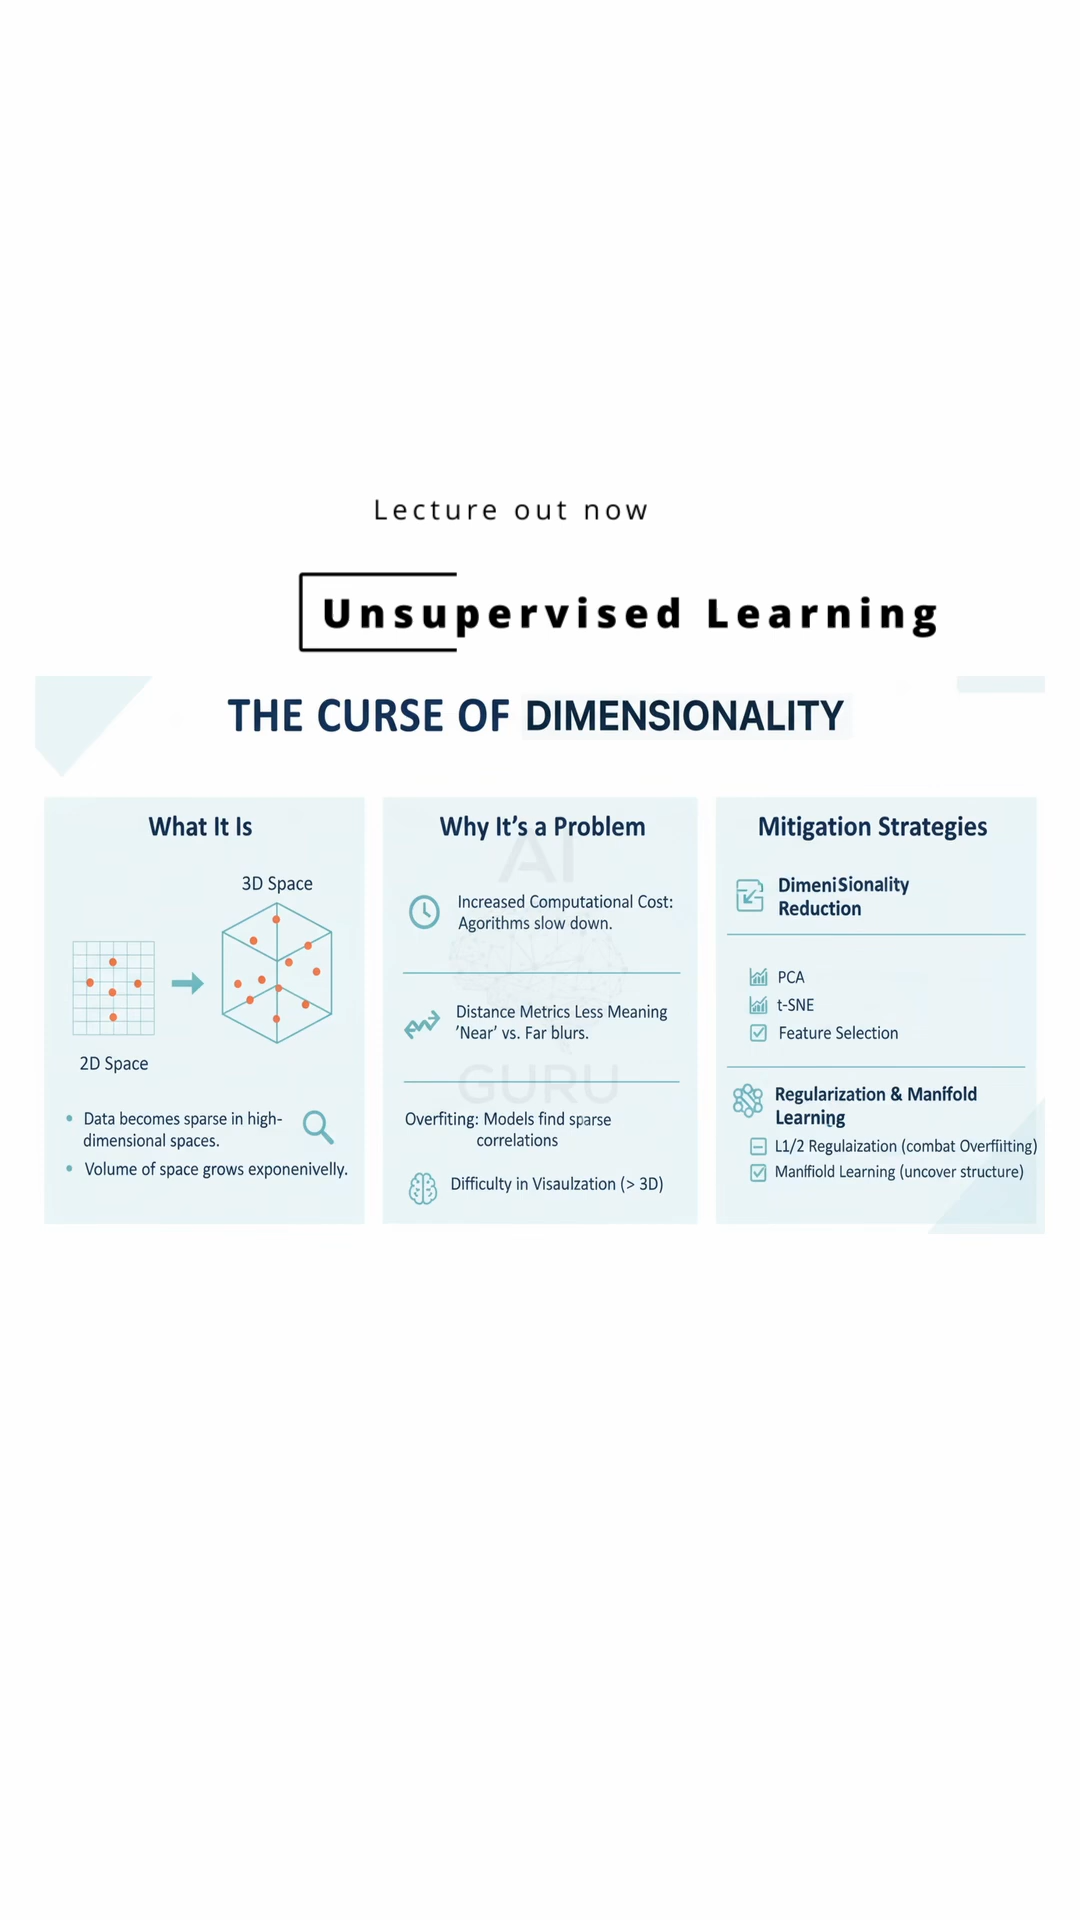 Lecture out now
Unsupervised Learning
THE CURSE OF DIMENSIONALITY
What It Is
3D Space
2D Space
• Data becomes sparse in high-
dimensional spaces.
• Volume of space grows exponenivelly.
Why It's a Problem
AI
GURU
Increased Computational Cost:
Agorithms slow down.
Distance Metrics Less Meaning
'Near' vs. Far blurs.
Overfiting: Models find sparse
correlations
Difficulty in Visaulzation (> 3D)
Mitigation Strategies
DimeniSionality
Reduction
PCA
t-SNE
Feature Selection
Regularization & Manffold
Learning
L1/2 Regulaization (combat Overffitting)
Manffiold Learning (uncover structure)